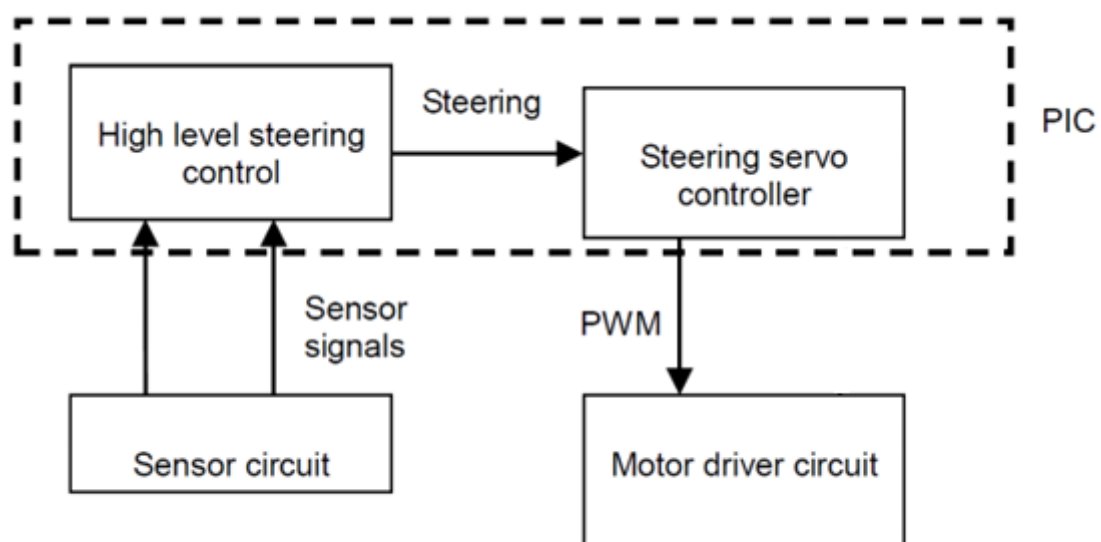 High level steering
control
Steering
Steering servo
controller
PIC
Sensor
signals
PWM
Sensor circuit
Motor driver circuit